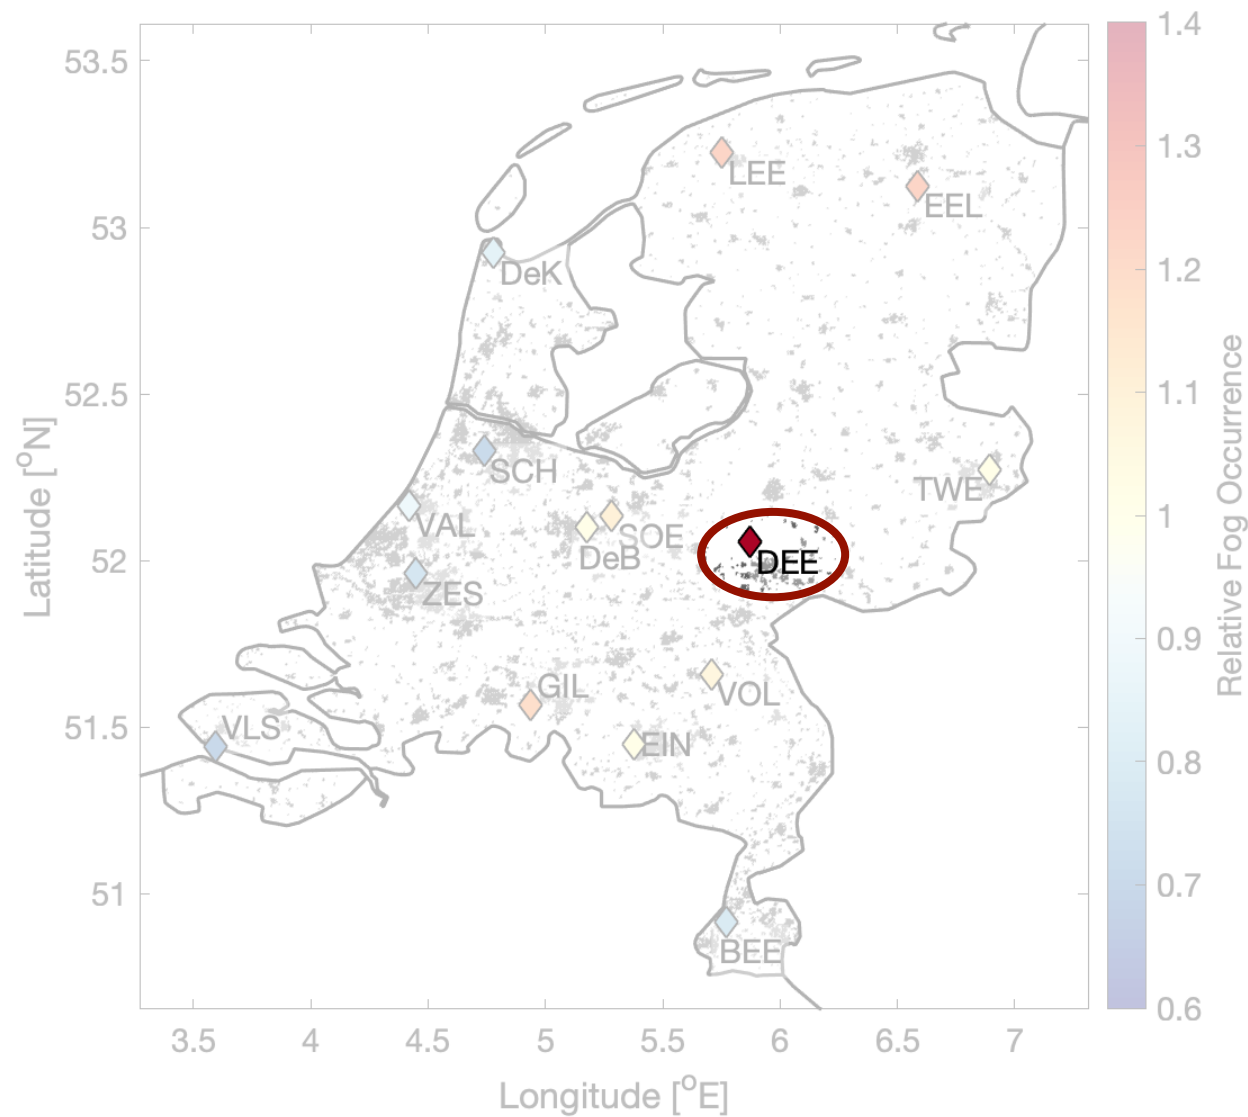 53.5
53
52.5
52
51.5
51
Latitude [°N]
LEE
EEL
DeK
SCH
TWE
VAL
SOE
DeB
DEE
ZES
GIL
VOL
VLS
EIN
BEE
3.5 4 4.5 5 5.5 6 6.5 7
Longitude [°E]
1.4
1.3
1.2
1.1
1
0.9
0.8
0.7
0.6
Relative Fog Occurrence